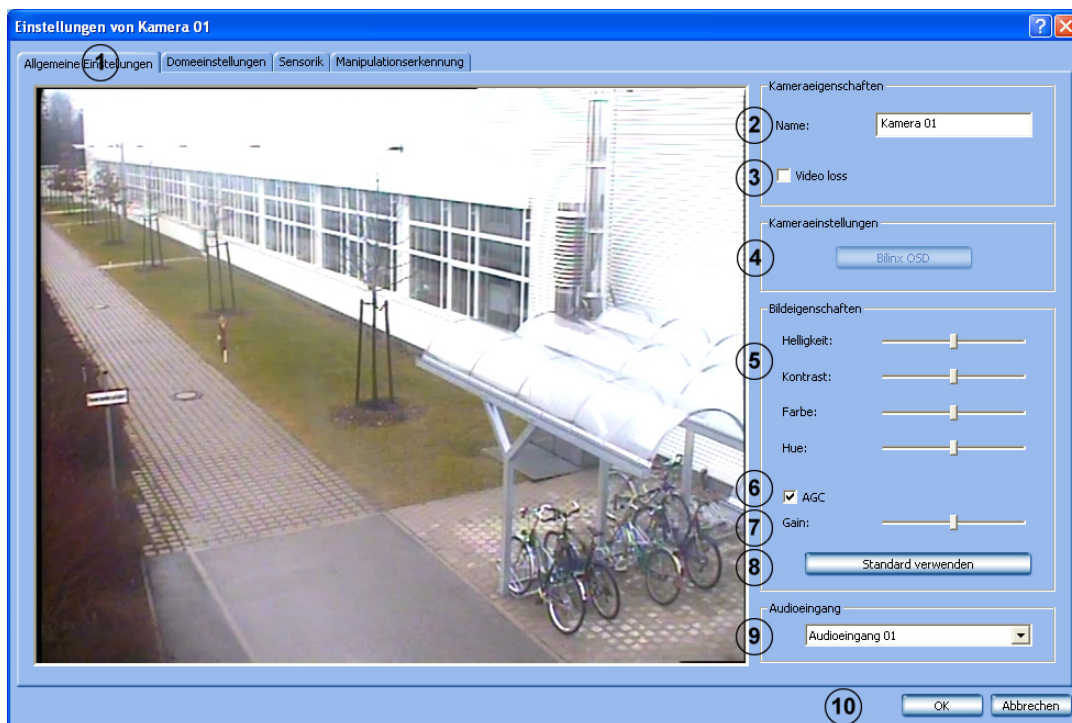 Einstellungen von Kamera 01
Allgemeine Einstellungen
Domeeinstellungen
Sensorik
Manipulationserkennung
1
Kameraeigenschaften
2
Name:
Kamera 01
3
Video loss
Kameraeinstellungen
4
Bilinx OSD
Bildeigenschaften
5
Helligkeit:
Kontrast:
Farbe:
Hue:
6
AGC
7
Gain:
8
Standard verwenden
Audioeingang
9
Audioeingang 01
10
OK
Abbrechen